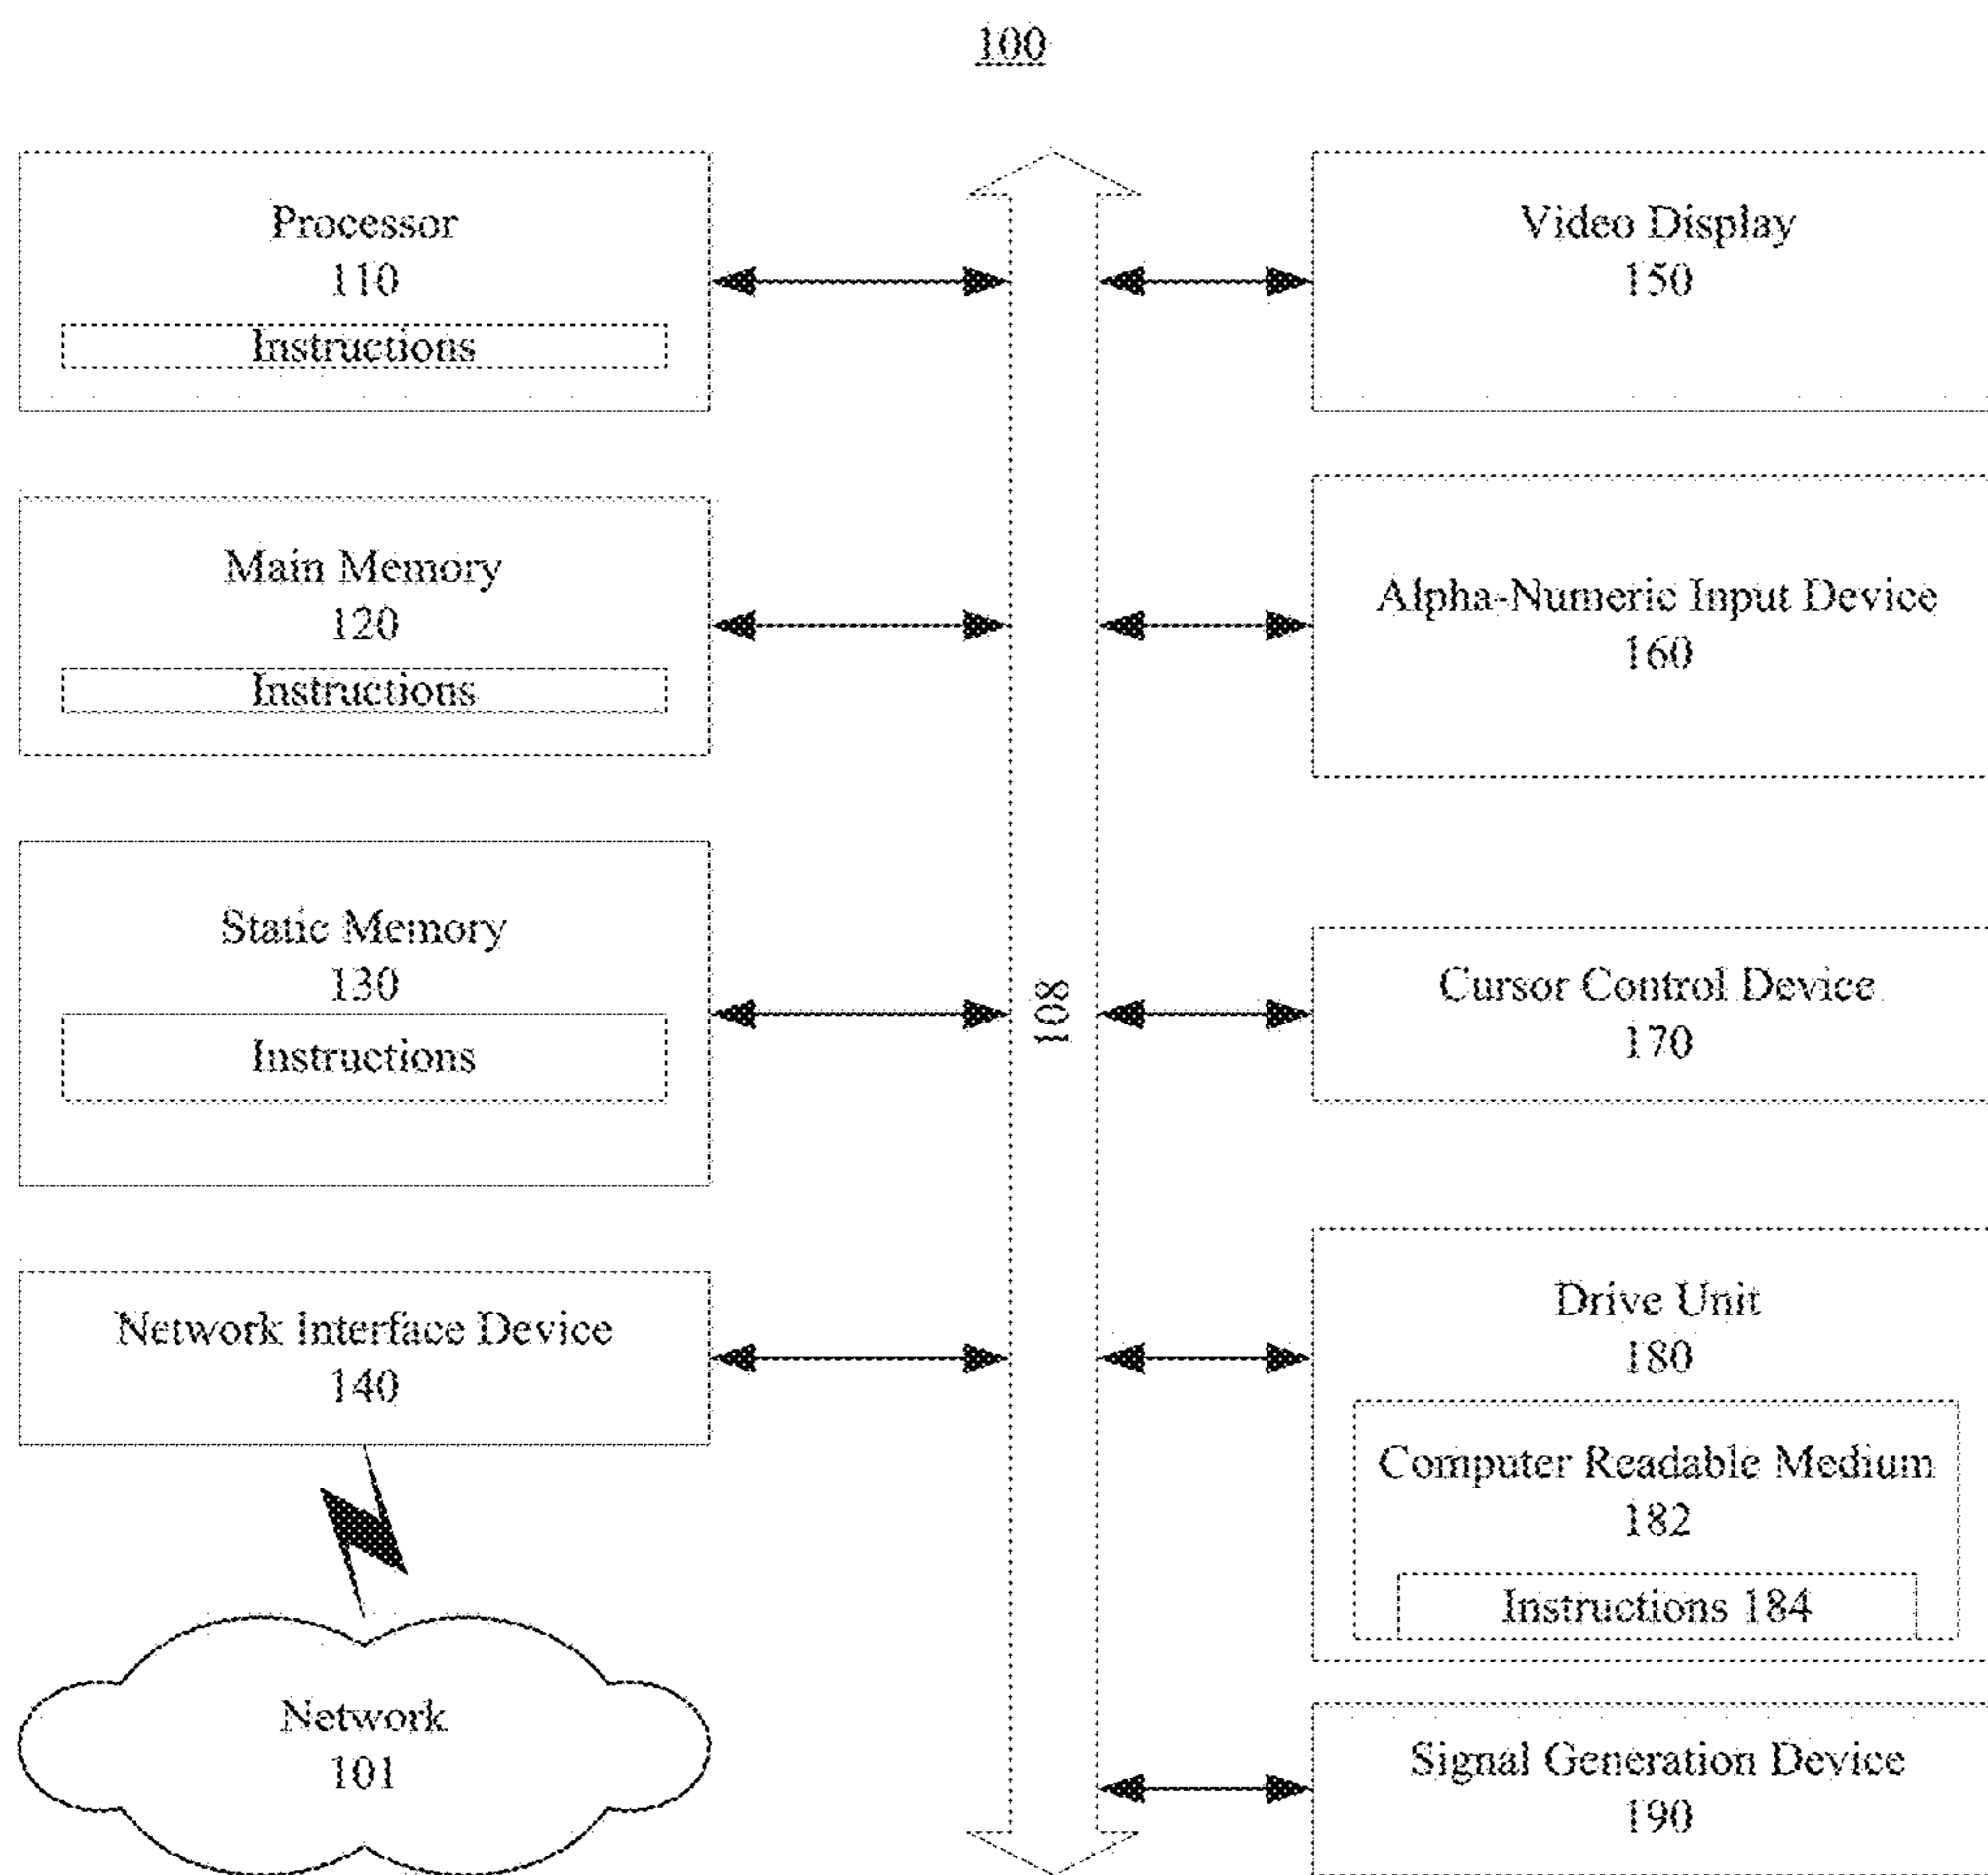 100
Processor
110
Instructions
Main Memory
120
Instructions
Static Memory
130
Instructions
Network Interface Device
140
Network
101
108
Video Display
150
Alpha-Numeric Input Device
160
Cursor Control Device
170
Drive Unit
180
Computer Readable Medium
182
Instructions 184
Signal Generation Device
190